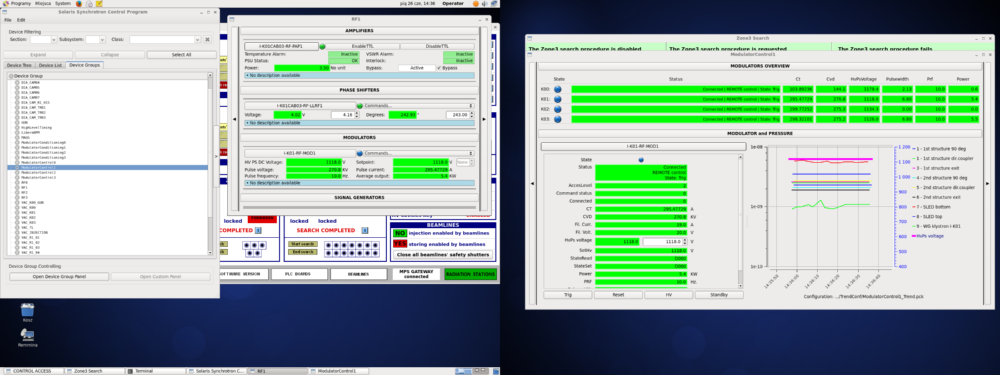 Programy Miejsca System
pią 26 cze, 14:36 Operator
Solaris Synchrotron Control Program
File Edit
Device Filtering
Section: Subsystem: Class:
Expand Collapse Select All
Device Tree Device List Device Groups
Device Group
DIA_CAM04
DIA_CAM05
DIA_CAM06
DIA_CAM07
DIA_CAM_R1_01S
DIA_CAM_TR01
DIA_CAM_TR02
DIA_CAM_TR03
GUN
HighLevelTiming
LiberaBPM
MAGG
ModulatorConditioning0
ModulatorConditioning1
ModulatorConditioning2
ModulatorConditioning3
ModulatorControl0
ModulatorControl1
ModulatorControl2
ModulatorControl3
RF0
RF1
RF2
RF3
VAC_K00_GUN
VAC_K00
VAC_K01
VAC_K02
VAC_K03
VAC_TL
VAC_INJECTION
VAC_R1_01
VAC_R1_02
VAC_R1_03
VAC_R1_04
>
Device Group Controlling
Open Device Group Panel Open Custom Panel
Kosz
Remmina
RF1
AMPLIFIERS
I-K01CAB03-RF-PAP1 EnableTTL DisableTTL
Temperature Alarm: Inactive VSWR Alarm: Inactive
PSU Status: OK Interlock: Inactive
Power: 3.50 No unit Bypass: Active Bypass
• No description available
PHASE SHIFTERS
I-K01CAB03-RF-LLRF1 Commands...
Voltage: 4.02 V 4.16 Degrees: 242.93 ° 243.00
• No description available
MODULATORS
I-K01-RF-MOD1 Commands...
HV PS DC Voltage: 1118.0 V Setpoint: 1118.0 V None
Pulse voltage: 270.8 KV Pulse current: 295.47729 A
Pulse frequency: 10.0 Hz. Average output: 5.4 KW
• No description available
SIGNAL GENERATORS
nts'
nts'
locked FORBIDDEN
OMPLETED i
ch
ch
locked locked
SEARCH COMPLETED i
Start search
End search
HV Cavities Key ENABLED
BEAMLINES
NO injection enabled by beamlines
YES storing enabled by beamlines
Close all beamlines' safety shutters
SOFTWARE VERSION PLC BOARDS BEAMLINES MPS GATEWAY connected RADIATION STATIONS
Zone3 Search
The Zone3 search procedure is disabled The Zone3 search procedure is requested The Zone3 search procedure fails
ModulatorControl1
MODULATORS OVERVIEW
State Status Ct Cvd HvPsVoltage Pulsewidth Prf Power
K00: Connected | REMOTE control | State: Trig 103.89236 144.1 1179.4 2.13 10.0 0.6
K01: Connected | REMOTE control | State: Trig 295.47729 270.8 1118.0 6.80 10.0 5.4
K02: Connected | REMOTE control | State: Trig 299.77252 275.3 1134.3 0.00 10.0 0.0
K03: Connected | REMOTE control | State: Trig 298.32101 275.2 1126.0 6.80 10.0 5.5
MODULATOR and PRESSURE
I-K01-RF-MOD1
State
Status Connected
REMOTE control
State: Trig
AccesLevel 2
Command status 0
Connected 0
CT 295.47729 A
CVD 270.8 KV
Fil. Curr. 19.0 A
Fil. Volt. 20.0 V
HvPs voltage 1118.0 1118.0 V
SetHv 1118.0 V
StateRead D000
StateSet D000
Power 5.4 KW
PRF 10.0 Hz.
Trig Reset HV Standby
1e-08
1e-09
1e-10
1 200
1 100
1 000
900
800
700
600
500
400
14:35:50 14:36:00 14:36:10 14:36:20 14:36:30 14:36:40
1 - 1st structure 90 deg
1 - 1st structure dir.coupler
3 - 1st structure exit
4 - 2nd structure 90 deg
5 - 2nd structure dir.coupler
6 - 2nd structure exit
7 - SLED bottom
8 - SLED top
9 - WG klystron I-K01
HvPs voltage
Configuration: .../TrendConf/ModulatorControl1_Trend.pck
CONTROL ACCESS Zone3 Search Terminal Solaris Synchrotron C... RF1 ModulatorControl1